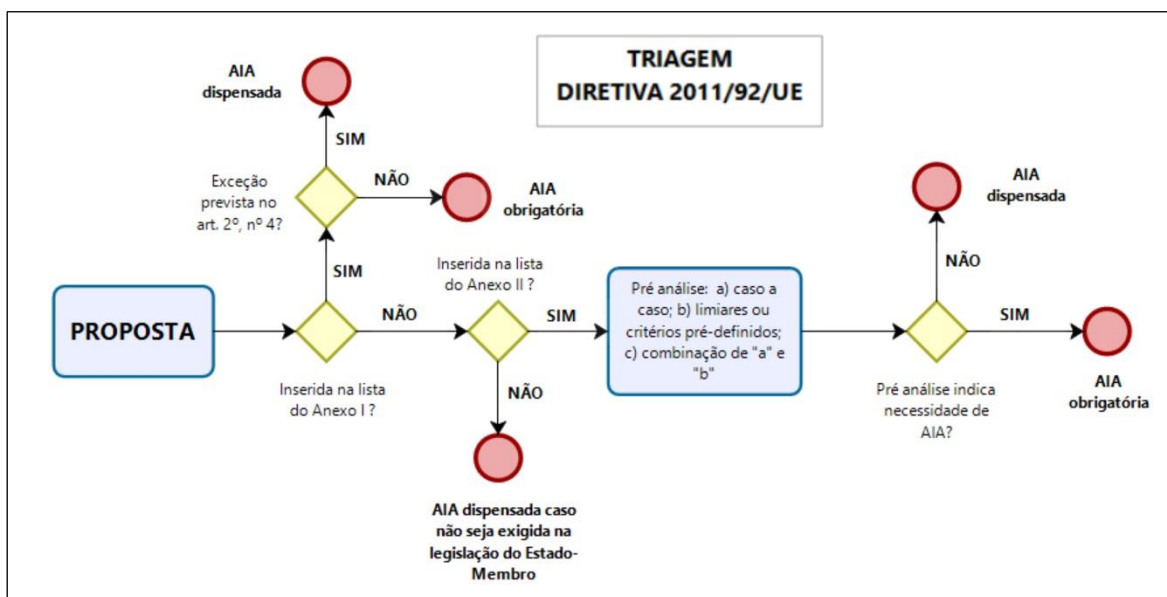 TRIAGEM
DIRETIVA 2011/92/UE
AIA
dispensada
SIM
Exceção
prevista no
art. 2º, nº 4?
NÃO
AIA
obrigatória
SIM
PROPOSTA
Inserida na lista
do Anexo I ?
NÃO
Inserida na lista
do Anexo II ?
SIM
NÃO
AIA dispensada caso
não seja exigida na
legislação do Estado-
Membro
Pré análise: a) caso a
caso; b) limiares ou
critérios pré-definidos;
c) combinação de "a" e
"b"
AIA
dispensada
NÃO
SIM
Pré análise indica
necessidade de
AIA?
AIA
obrigatória